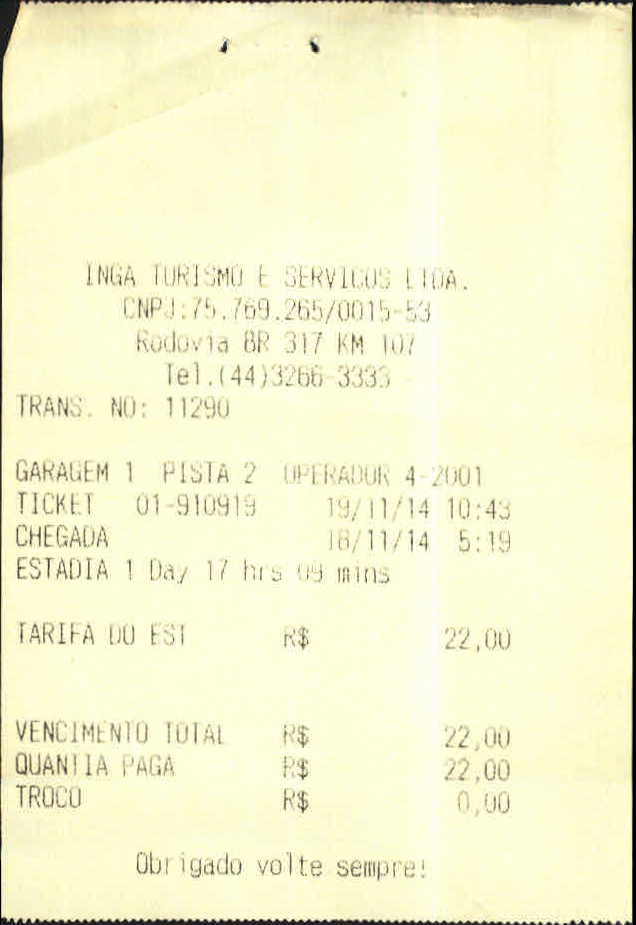 INGA TURISMO E SERVICOS LTDA.
CNPJ:75.769.265/0015-53
Rodovia BR 317 KM 107
Tel.(44)3266-3333
TRANS. NO: 11290
GARAGEM 1 PISTA 2 OPERADOR 4-2001
TICKET 01-910919 19/11/14 10:43
CHEGADA 18/11/14 5:19
ESTADIA 1 Day 17 hrs 09 mins
TARIFA DO EST R$ 22,00
VENCIMENTO TOTAL R$ 22,00
QUANTIA PAGA R$ 22,00
TROCO R$ 0,00
Obrigado volte sempre!